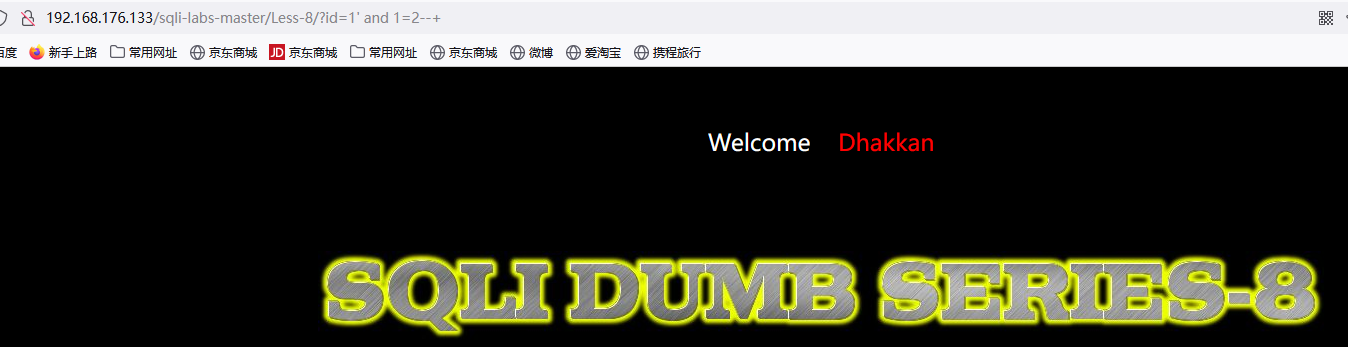 192.168.176.133/sqli-labs-master/Less-8/?id=1' and 1=2--+
百度 新手上路 常用网址 京东商城 JD 京东商城 常用网址 京东商城 微博 爱淘宝 携程旅行
Welcome Dhakkan
SQLI DUMB SERIES-8